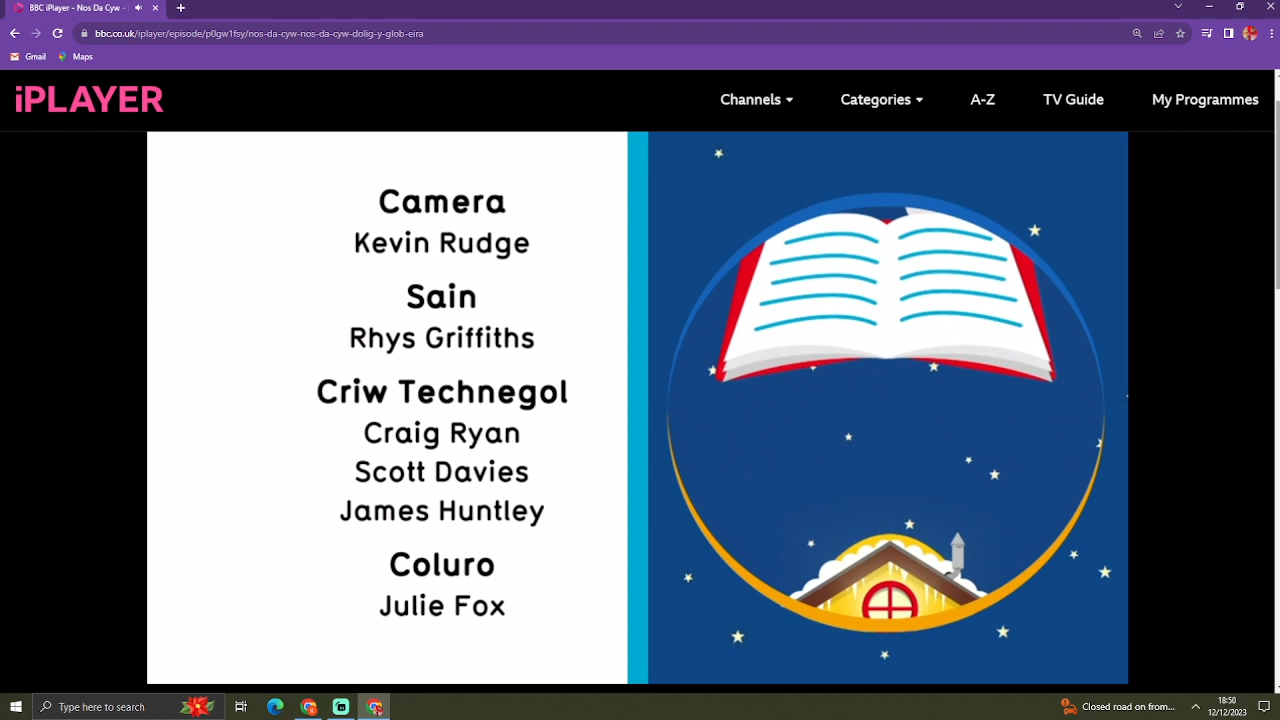 BBC iPlayer - Nos Da Cyw -
bbc.co.uk/iplayer/episode/p0gw1fsy/nos-da-cyw-nos-da-cyw-dolig-y-glob-eira
Gmail
Maps
iPLAYER
Channels
Categories
A-Z
TV Guide
My Programmes
Camera
Kevin Rudge
Sain
Rhys Griffiths
Criw Technegol
Craig Ryan
Scott Davies
James Huntley
Coluro
Julie Fox
Type here to search
Closed road on from...
18:50
12/12/2023